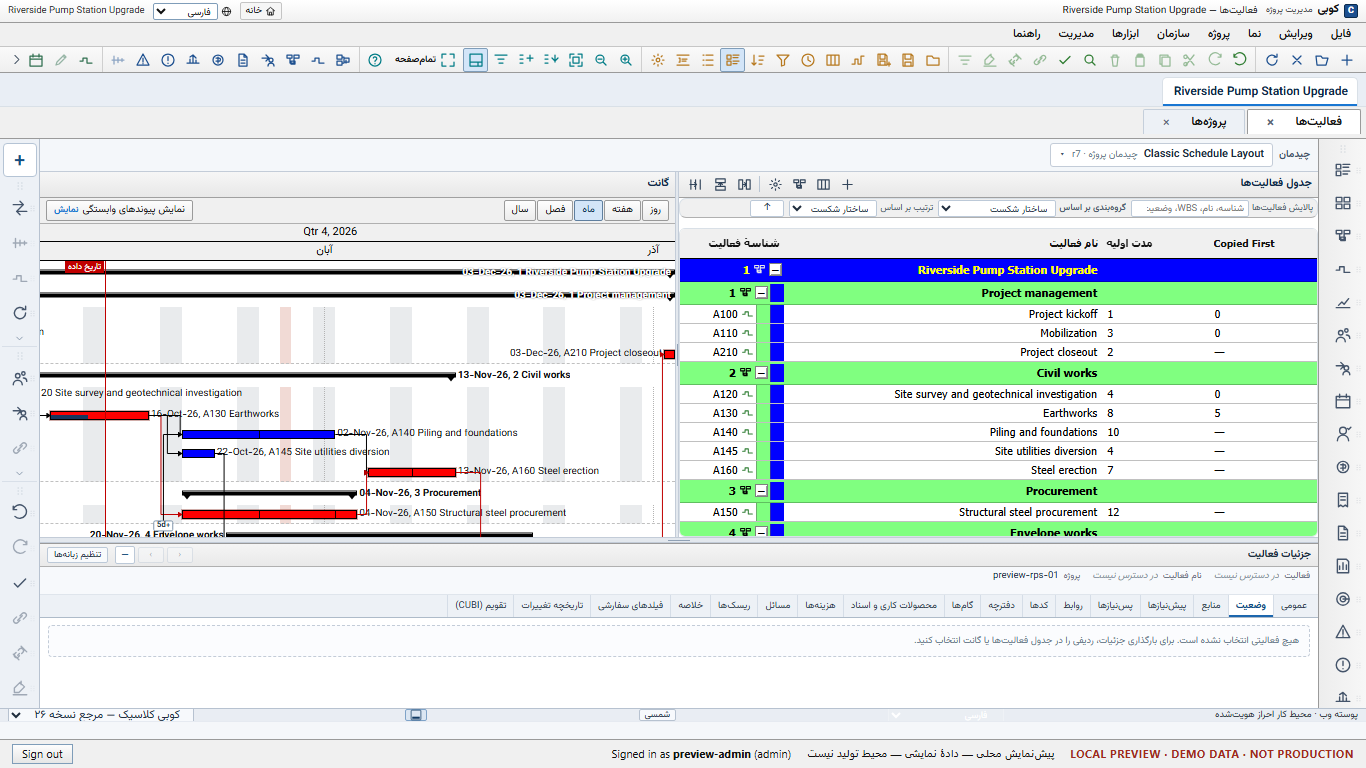 کوبی مدیریت پروژه فعالیت‌ها — Riverside Pump Station Upgrade
خانه
فارسی
Riverside Pump Station Upgrade
فایل ویرایش نما پروژه سازمان ابزارها مدیریت راهنما
تمام‌صفحه
Riverside Pump Station Upgrade
فعالیت‌ها × پروژه‌ها ×
چیدمان Classic Schedule Layout چیدمان پروژه · r7
جدول فعالیت‌ها
گانت
پالایش فعالیت‌ها شناسه، نام، WBS، وضعیت گروه‌بندی بر اساس ساختار شکست ترتیب بر اساس ساختار شکست
روز هفته ماه فصل سال
نمایش پیوندهای وابستگی نمایش
شناسهٔ فعالیت نام فعالیت مدت اولیه Copied First
Qtr 4, 2026
آبان آذر
تاریخ داده
1 Riverside Pump Station Upgrade
1 Project management
A100 Project kickoff 1 0
A110 Mobilization 3 0
A210 Project closeout 2 —
2 Civil works
A120 Site survey and geotechnical investigation 4 0
A130 Earthworks 8 5
A140 Piling and foundations 10 —
A145 Site utilities diversion 4 —
A160 Steel erection 7 —
3 Procurement
A150 Structural steel procurement 12 —
4 Envelope works
03-Dec-26, 1 Riverside Pump Station Upgrade
03-Dec-26, 1 Project management
03-Dec-26, A210 Project closeout
13-Nov-26, 2 Civil works
20 Site survey and geotechnical investigation
16-Oct-26, A130 Earthworks
02-Nov-26, A140 Piling and foundations
22-Oct-26, A145 Site utilities diversion
13-Nov-26, A160 Steel erection
04-Nov-26, 3 Procurement
04-Nov-26, A150 Structural steel procurement
20-Nov-26, 4 Envelope works
جزئیات فعالیت
تنظیم زبانه‌ها
فعالیت در دسترس نیست نام فعالیت در دسترس نیست پروژه preview-rps-01
عمومی وضعیت منابع پیش‌نیازها پس‌نیازها روابط کدها دفترچه گام‌ها محصولات کاری و اسناد هزینه‌ها مسائل ریسک‌ها خلاصه فیلدهای سفارشی تاریخچه تغییرات تقویم (CUBI)
هیچ فعالیتی انتخاب نشده است. برای بارگذاری جزئیات، ردیفی را در جدول فعالیت‌ها یا گانت انتخاب کنید.
پوسته وب · محیط کار احراز هویت‌شده
فارسی
شمسی
کوبی کلاسیک — مرجع نسخه ۲۶
LOCAL PREVIEW · DEMO DATA · NOT PRODUCTION
پیش‌نمایش محلی — دادهٔ نمایشی — محیط تولید نیست
Signed in as preview-admin (admin)
Sign out